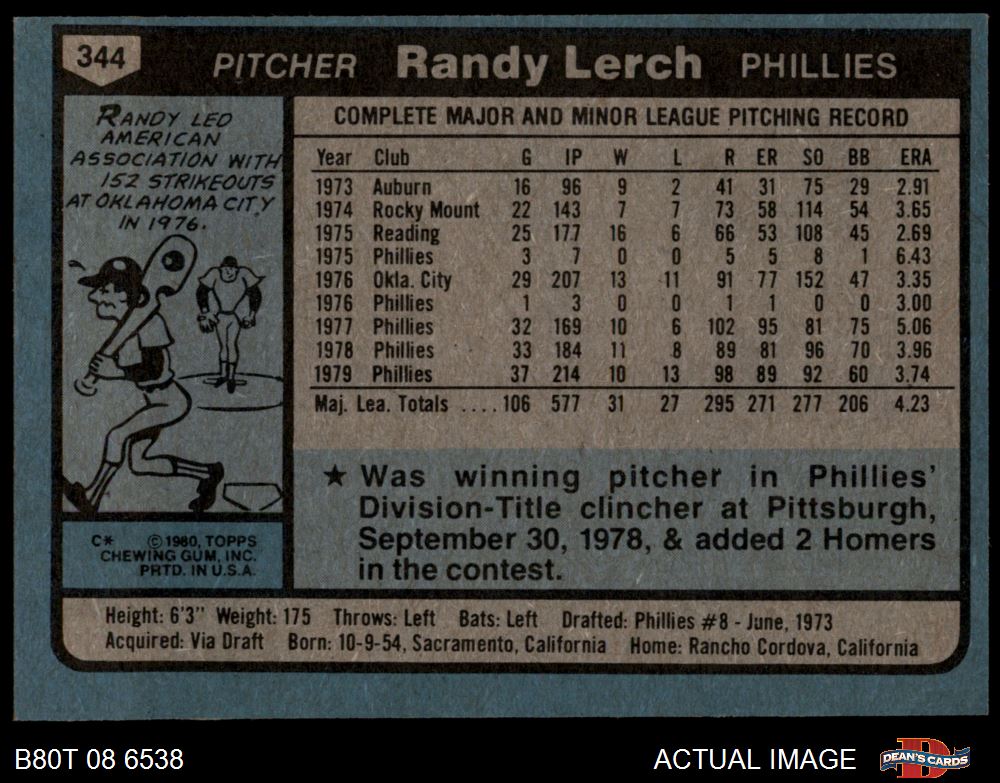 344
PITCHER Randy Lerch PHILLIES
RANDY LED
AMERICAN
ASSOCIATION WITH
152 STRIKEOUTS
AT OKLAHOMA CITY
IN 1976.
COMPLETE MAJOR AND MINOR LEAGUE PITCHING RECORD
Year Club G IP W L R ER SO BB ERA
1973 Auburn 16 96 9 2 41 31 75 29 2.91
1974 Rocky Mount 22 143 7 7 73 58 114 54 3.65
1975 Reading 25 177 16 6 66 53 108 45 2.69
1975 Phillies 3 7 0 0 5 5 8 1 6.43
1976 Okla. City 29 207 13 11 91 77 152 47 3.35
1976 Phillies 1 3 0 0 1 1 0 0 3.00
1977 Phillies 32 169 10 6 102 95 81 75 5.06
1978 Phillies 33 184 11 8 89 81 96 70 3.96
1979 Phillies 37 214 10 13 98 89 92 60 3.74
Maj. Lea. Totals ....106 577 31 27 295 271 277 206 4.23
★ Was winning pitcher in Phillies'
Division-Title clincher at Pittsburgh,
September 30, 1978, & added 2 Homers
in the contest.
C* © 1980, TOPPS
CHEWING GUM, INC.
PRTD. IN U.S.A.
Height: 6'3" Weight: 175 Throws: Left Bats: Left Drafted: Phillies #8 - June, 1973
Acquired: Via Draft Born: 10-9-54, Sacramento, California Home: Rancho Cordova, California
B80T 08 6538
ACTUAL IMAGE
D
DEAN'S CARDS